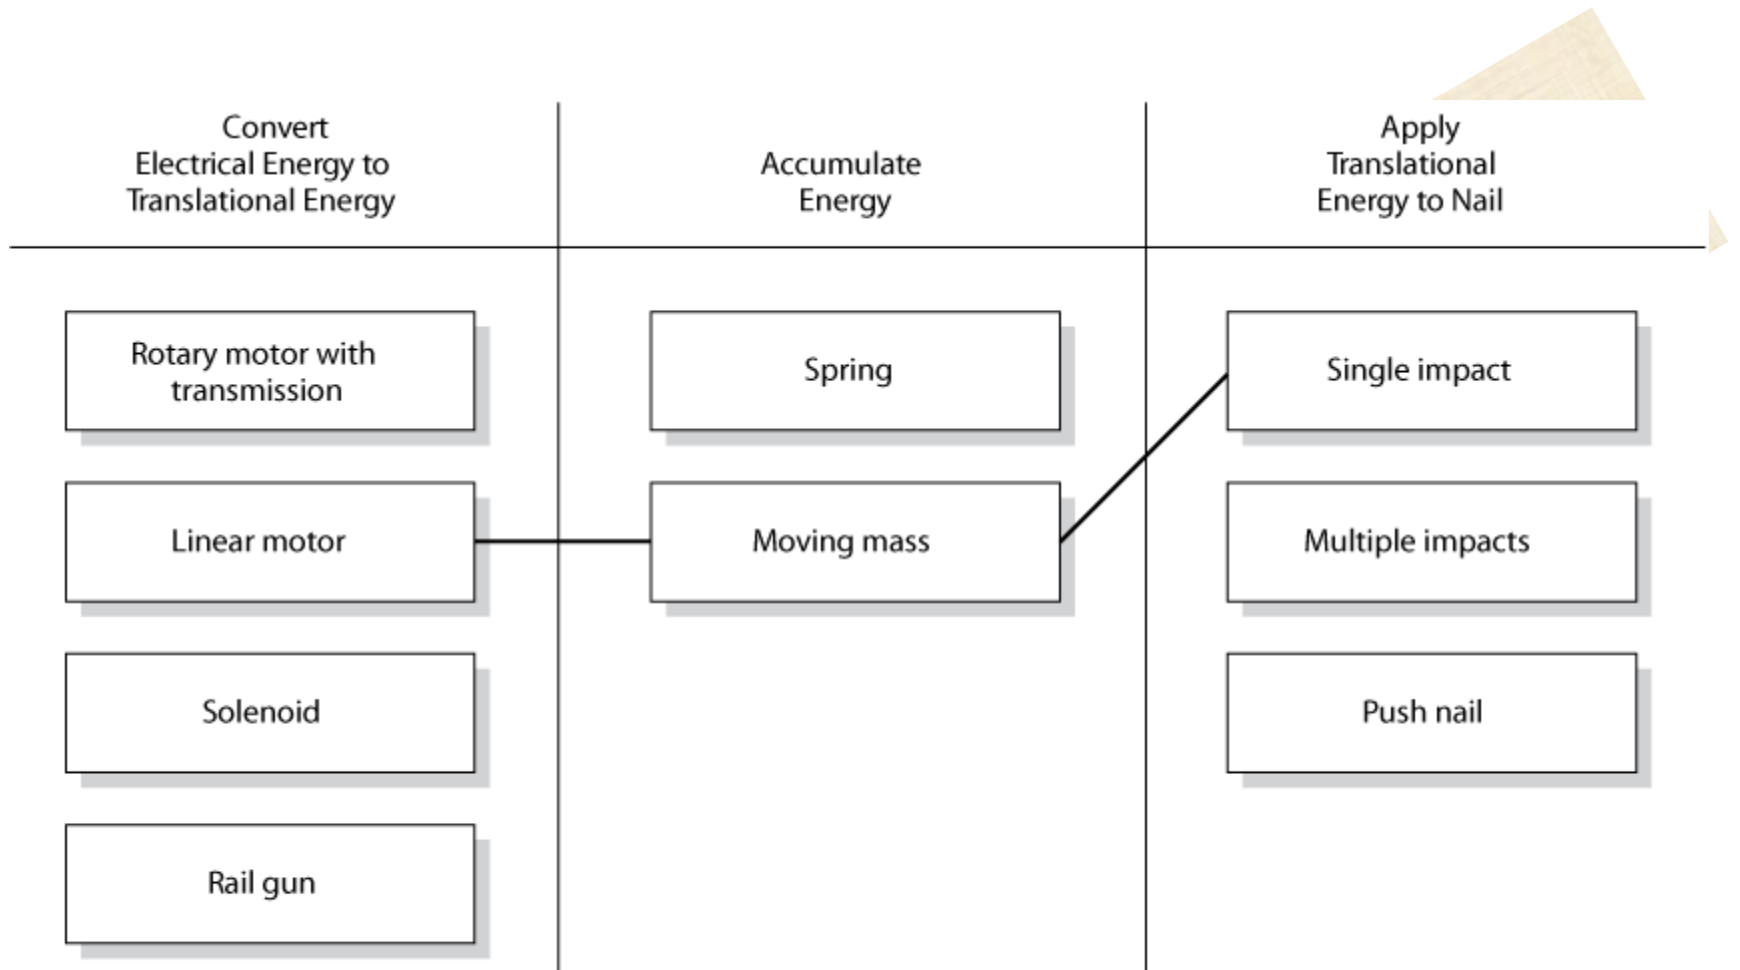 Convert
Electrical Energy to
Translational Energy
Accumulate
Energy
Apply
Translational
Energy to Nail
Rotary motor with
transmission
Spring
Single impact
Linear motor
Moving mass
Multiple impacts
Solenoid
Push nail
Rail gun